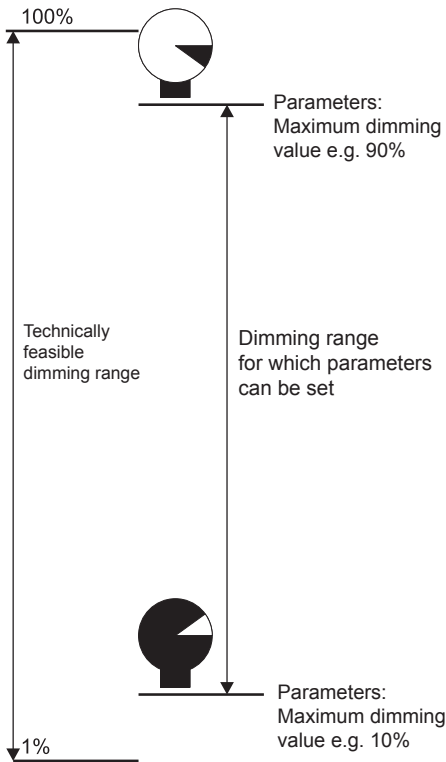 100%
Parameters:
Maximum dimming
value e.g. 90%
Technically
feasible
dimming range
Dimming range
for which parameters
can be set
Parameters:
Maximum dimming
value e.g. 10%
1%